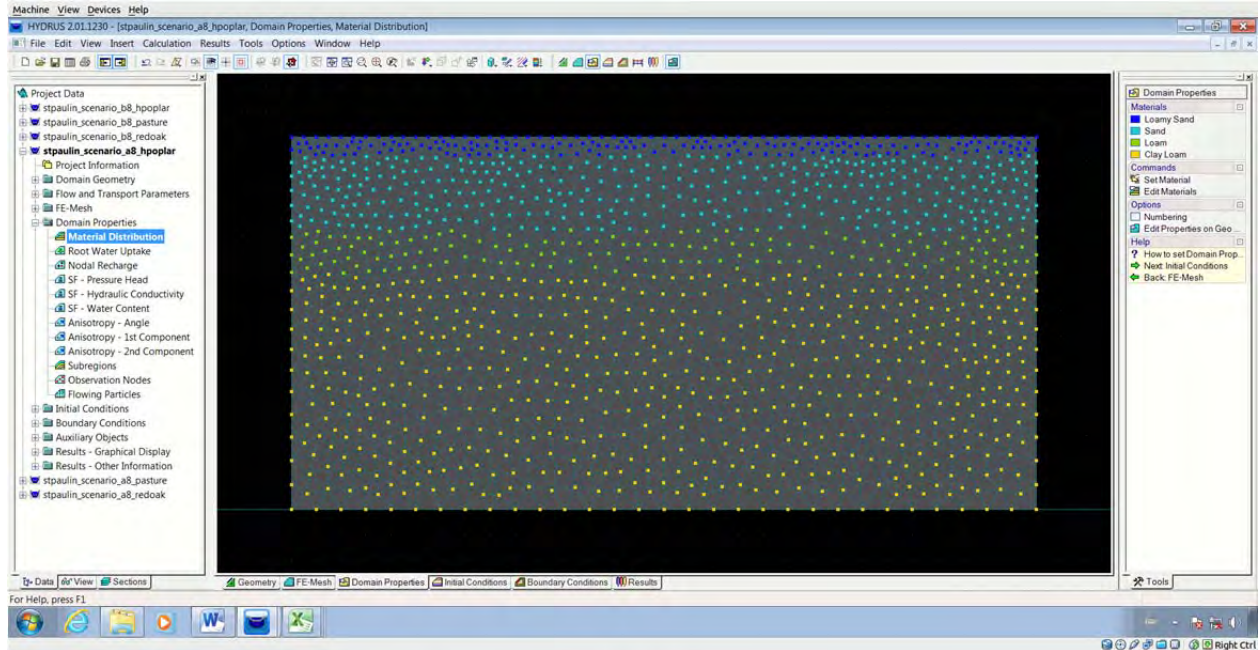 Machine View Devices Help
HYDRUS 2.01.1230 - [stpaulin_scenario_a8_hpoplar, Domain Properties, Material Distribution]
File Edit View Insert Calculation Results Tools Options Window Help
Project Data
stpaulin_scenario_b8_hpoplar
stpaulin_scenario_b8_pasture
stpaulin_scenario_b8_redoak
stpaulin_scenario_a8_hpoplar
Project Information
Domain Geometry
Flow and Transport Parameters
FE-Mesh
Domain Properties
Material Distribution
Root Water Uptake
Nodal Recharge
SF - Pressure Head
SF - Hydraulic Conductivity
SF - Water Content
Anisotropy - Angle
Anisotropy - 1st Component
Anisotropy - 2nd Component
Subregions
Observation Nodes
Flowing Particles
Initial Conditions
Boundary Conditions
Auxiliary Objects
Results - Graphical Display
Results - Other Information
stpaulin_scenario_a8_pasture
stpaulin_scenario_a8_redoak
Domain Properties
Materials
Loamy Sand
Sand
Loam
Clay Loam
Commands
Set Material
Edit Materials
Options
Numbering
Edit Properties on Geo ...
Help
? How to set Domain Prop...
Next: Initial Conditions
Back: FE-Mesh
Data View Sections
Geometry FE-Mesh Domain Properties Initial Conditions Boundary Conditions Results
Tools
For Help, press F1
W
X
Right Ctrl